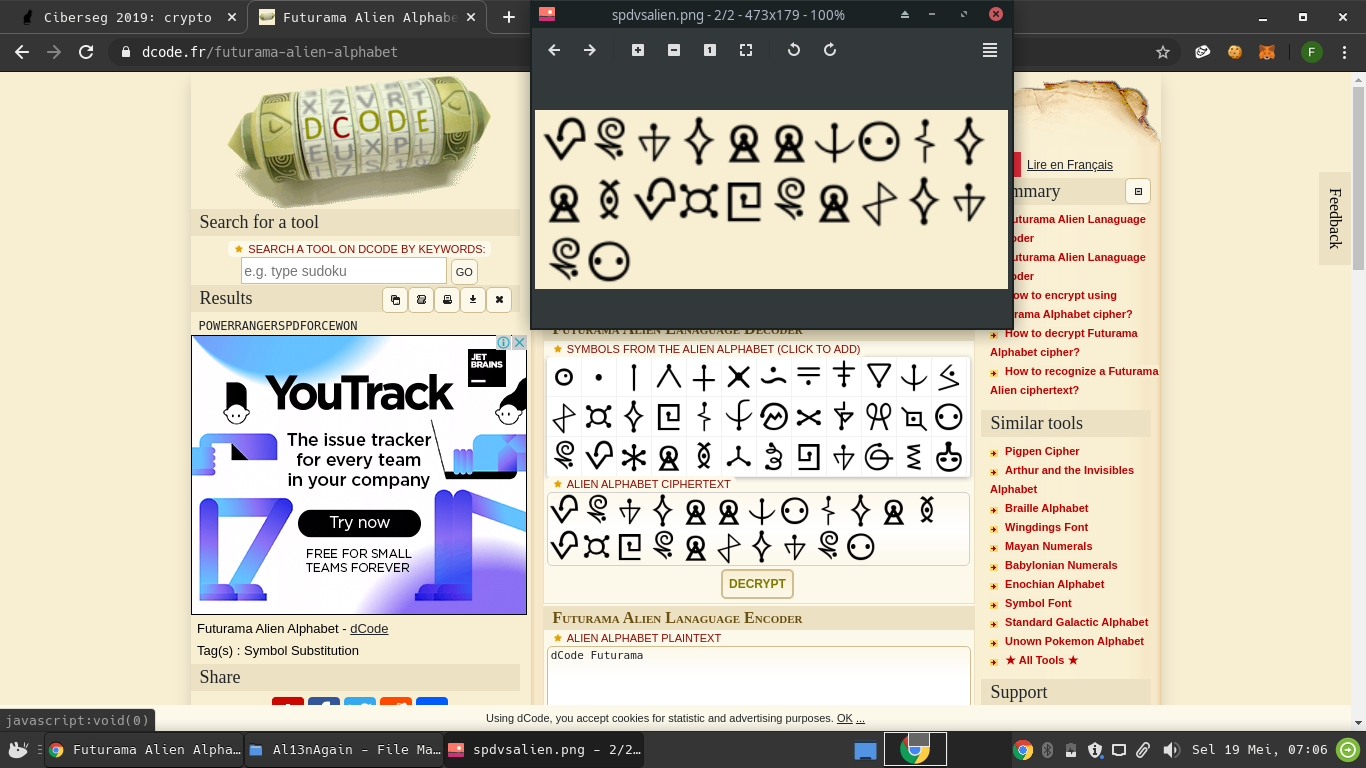 Ciberseg 2019: crypto
Futurama Alien Alphabe
dcode.fr/futurama-alien-alphabet
F
spdvsalien.png - 2/2 - 473x179 - 100%
DCODE
Search for a tool
SEARCH A TOOL ON DCODE BY KEYWORDS:
e.g. type sudoku
GO
Results
POWERRANGERSPDFORCEWON
JET BRAINS
YouTrack
The issue tracker
for every team
in your company
Try now
FREE FOR SMALL
TEAMS FOREVER
Futurama Alien Alphabet - dCode
Tag(s) : Symbol Substitution
Share
javascript:void(0)
FUTURAMA ALIEN LANAGUAGE DECODER
SYMBOLS FROM THE ALIEN ALPHABET (CLICK TO ADD)
ALIEN ALPHABET CIPHERTEXT
DECRYPT
FUTURAMA ALIEN LANAGUAGE ENCODER
ALIEN ALPHABET PLAINTEXT
dCode Futurama
Lire en Français
mmary
uturama Alien Lanaguage
oder
uturama Alien Lanaguage
oder
ow to encrypt using
rama Alphabet cipher?
How to decrypt Futurama
Alphabet cipher?
How to recognize a Futurama
Alien ciphertext?
Similar tools
Pigpen Cipher
Arthur and the Invisibles
Alphabet
Braille Alphabet
Wingdings Font
Mayan Numerals
Babylonian Numerals
Enochian Alphabet
Symbol Font
Standard Galactic Alphabet
Unown Pokemon Alphabet
★ All Tools ★
Support
Feedback
Using dCode, you accept cookies for statistic and advertising purposes. OK ...
Futurama Alien Alpha...
Al13nAgain - File Ma...
spdvsalien.png - 2/2...
Sel 19 Mei, 07:06